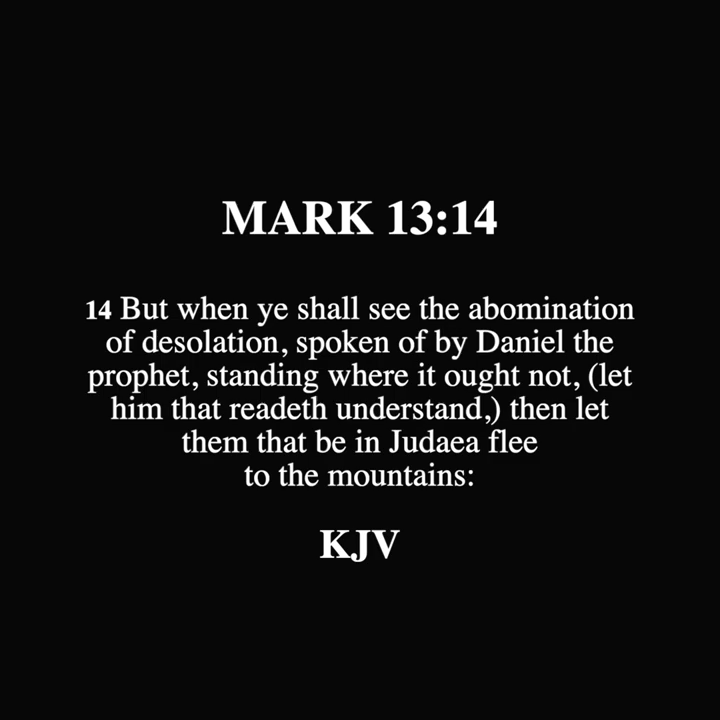 MARK 13:14
14 But when ye shall see the abomination
of desolation, spoken of by Daniel the
prophet, standing where it ought not, (let
him that readeth understand,) then let
them that be in Judaea flee
to the mountains:
KJV